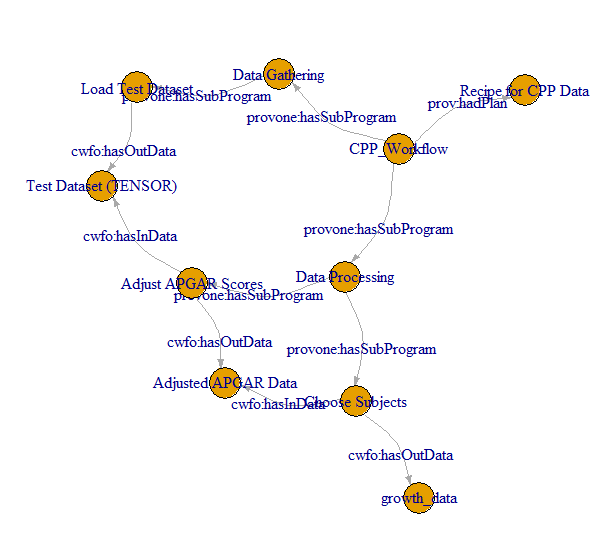 Data Gathering
Load Test Dataset
provone:hasSubProgram
Recipe for CPP Data
prov:hadPlan
provone:hasSubProgram
CPP_Workflow
cwfo:hasOutData
Test Dataset (TENSOR)
provone:hasSubProgram
cwfo:hasInData
Data Processing
Adjust APGAR Scores
provone:hasSubProgram
cwfo:hasOutData
provone:hasSubProgram
Adjusted APGAR Data
cwfo:hasInData
Choose Subjects
cwfo:hasOutData
growth_data